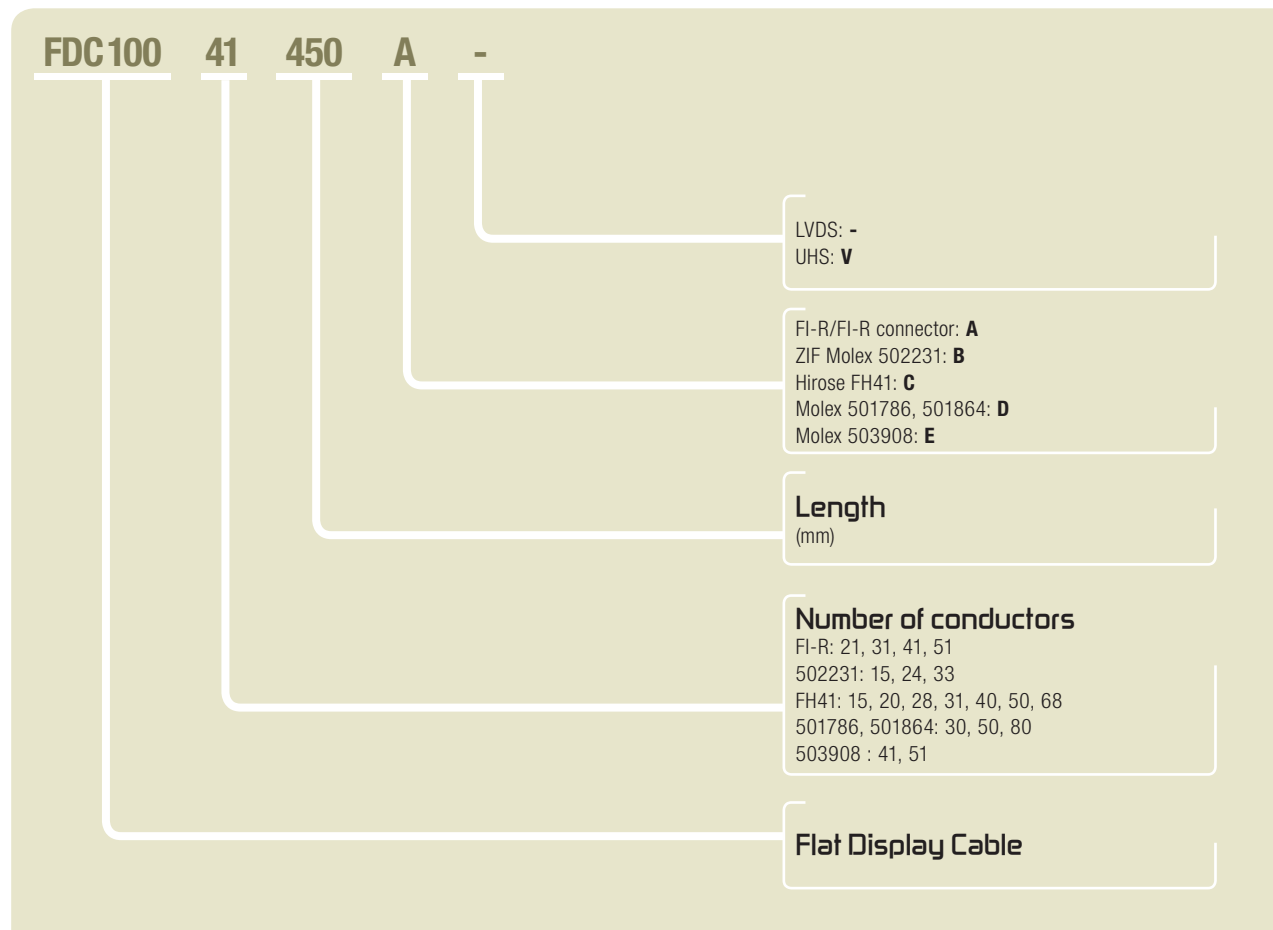 FDC100 41 450 A -
LVDS: -
UHS: V
FI-R/FI-R connector: A
ZIF Molex 502231: B
Hirose FH41: C
Molex 501786, 501864: D
Molex 503908: E
Length
(mm)
Number of conductors
FI-R: 21, 31, 41, 51
502231: 15, 24, 33
FH41: 15, 20, 28, 31, 40, 50, 68
501786, 501864: 30, 50, 80
503908 : 41, 51
Flat Display Cable